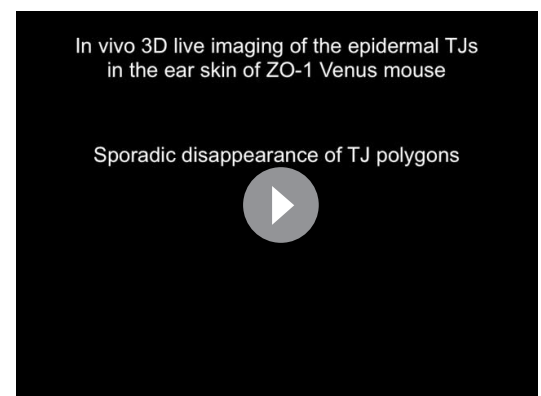 In vivo 3D live imaging of the epidermal TJs
in the ear skin of ZO-1 Venus mouse
Sporadic disappearance of TJ polygons